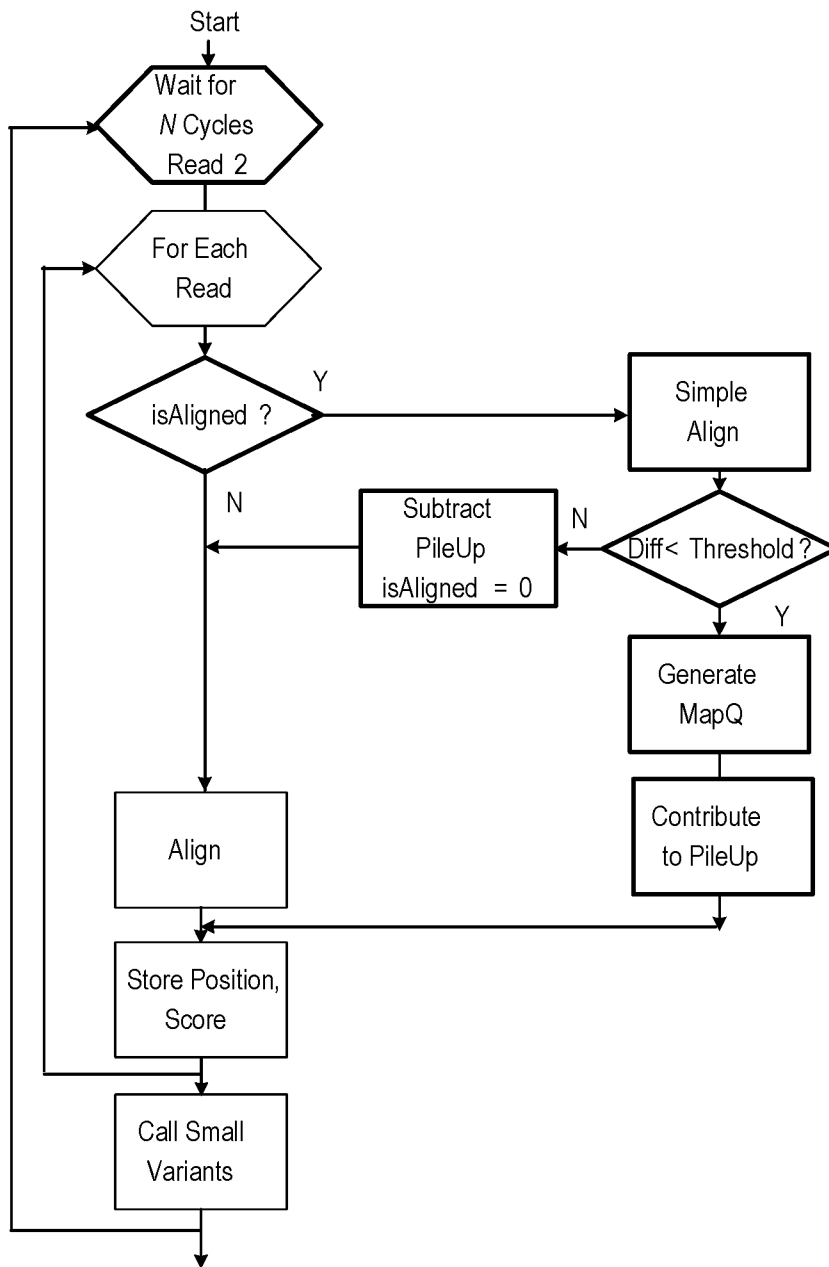 Start
Wait for
N Cycles
Read 2
For Each
Read
isAligned ?
Y
Simple
Align
N
Subtract
PileUp
isAligned = 0
N
Diff< Threshold ?
Y
Generate
MapQ
Contribute
to PileUp
Align
Store Position,
Score
Call Small
Variants